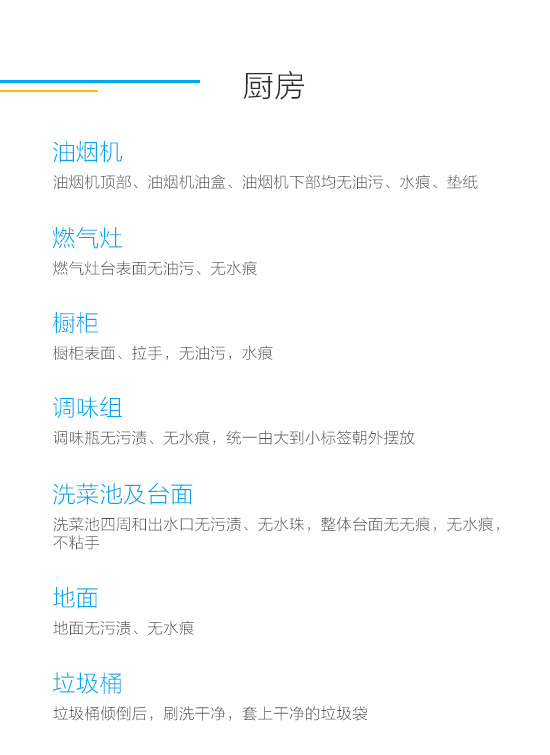 厨房
油烟机
油烟机顶部、油烟机油盒、油烟机下部均无油污、水痕、垫纸
燃气灶
燃气灶台表面无油污、无水痕
橱柜
橱柜表面、拉手，无油污，水痕
调味组
调味瓶无污渍、无水痕，统一由大到小标签朝外摆放
洗菜池及台面
洗菜池四周和出水口无污渍、无水珠，整体台面无无痕，无水痕，
不粘手
地面
地面无污渍、无水痕
垃圾桶
垃圾桶倾倒后，刷洗干净，套上干净的垃圾袋